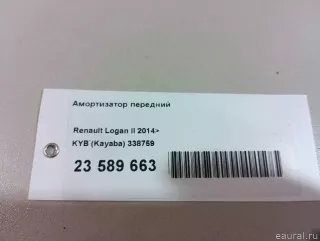 Амортизатор передний
Renault Logan II 2014>
KYB (Kayaba) 338759
23 589 663
eaural.ru